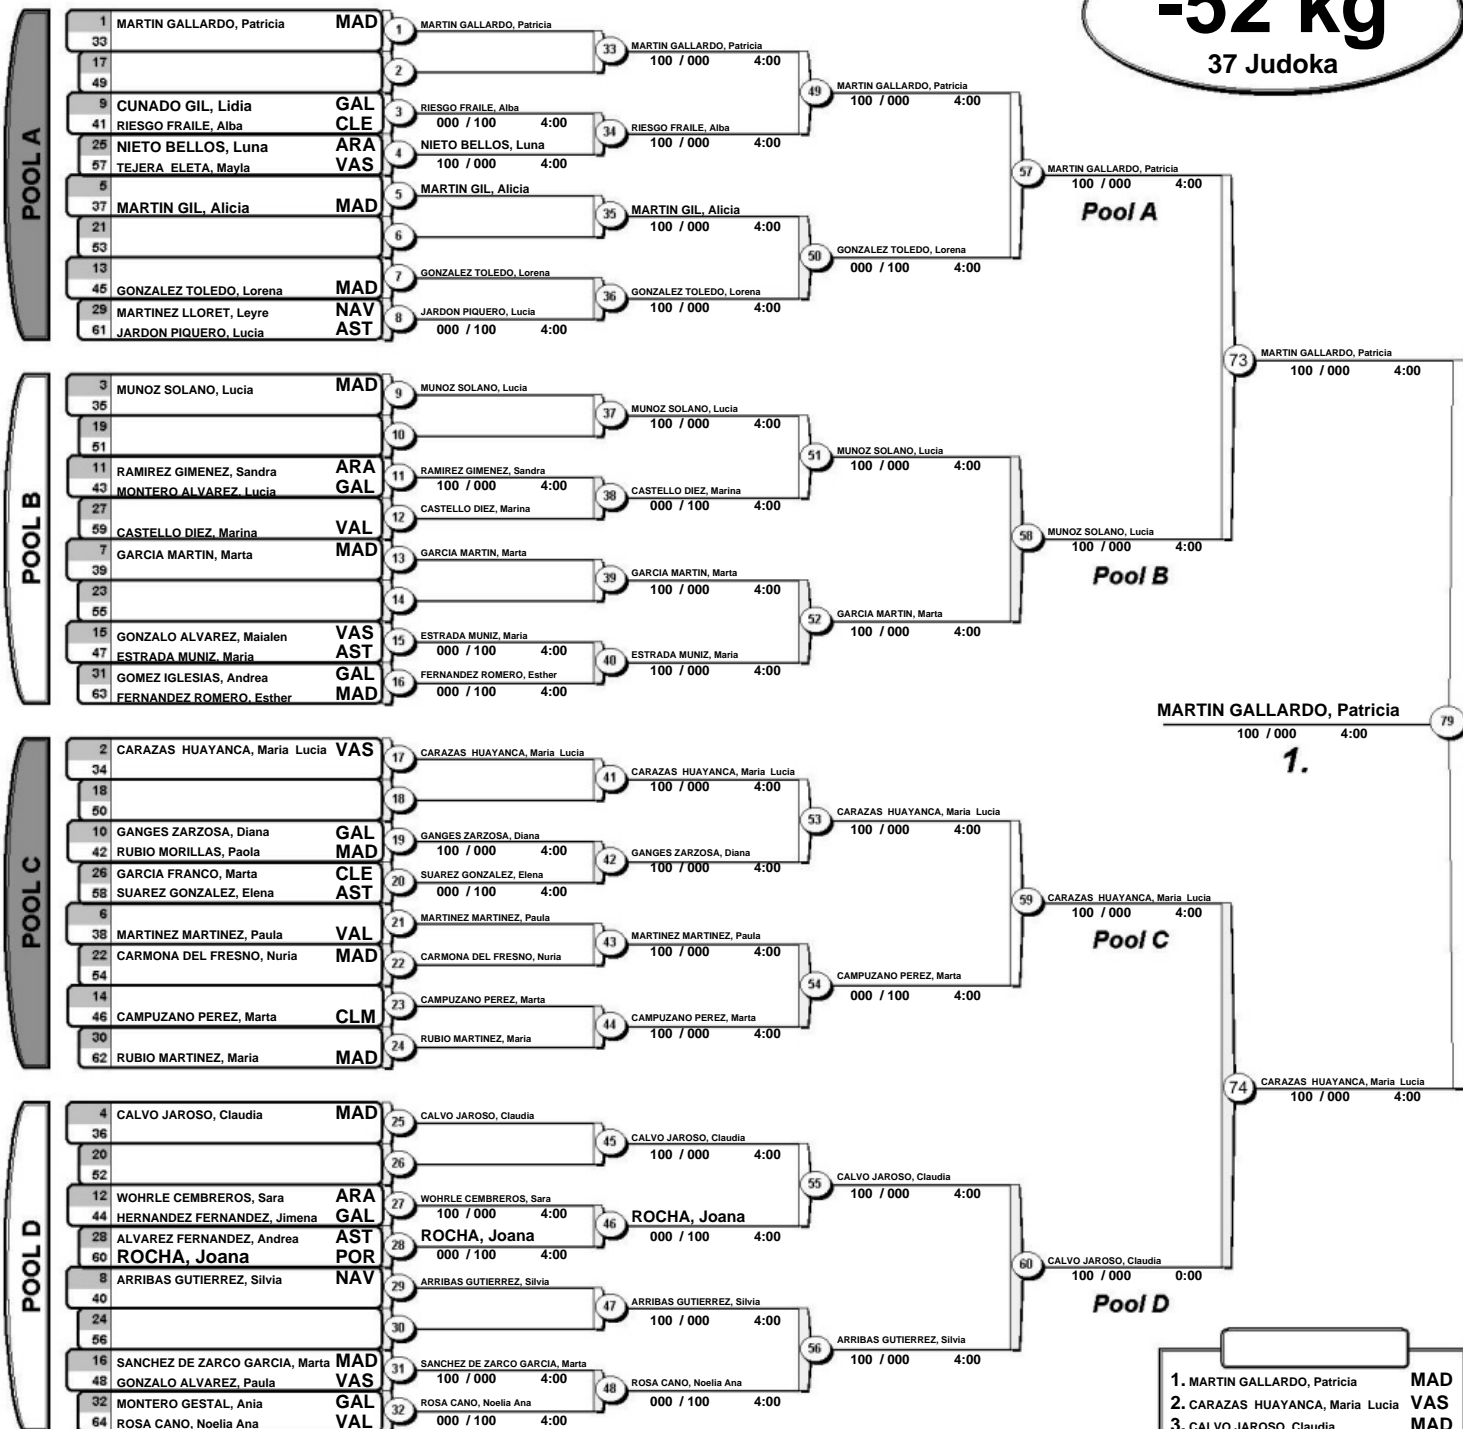 -52 kg
37 Judoka
POOL A
1 MARTIN GALLARDO, Patricia MAD
33
17
49
9 CUNADO GIL, Lidia GAL
41 RIESGO FRAILE, Alba CLE
25 NIETO BELLOS, Luna ARA
57 TEJERA ELETA, Mayla VAS
5
37 MARTIN GIL, Alicia MAD
21
53
13
45 GONZALEZ TOLEDO, Lorena MAD
29 MARTINEZ LLORET, Leyre NAV
61 JARDON PIQUERO, Lucia AST
1 MARTIN GALLARDO, Patricia
2
3 RIESGO FRAILE, Alba
000 / 100 4:00
4 NIETO BELLOS, Luna
100 / 000 4:00
5 MARTIN GIL, Alicia
6
7 GONZALEZ TOLEDO, Lorena
8 JARDON PIQUERO, Lucia
000 / 100 4:00
33 MARTIN GALLARDO, Patricia
100 / 000 4:00
34 RIESGO FRAILE, Alba
100 / 000 4:00
35 MARTIN GIL, Alicia
100 / 000 4:00
36 GONZALEZ TOLEDO, Lorena
100 / 000 4:00
49 MARTIN GALLARDO, Patricia
100 / 000 4:00
50 GONZALEZ TOLEDO, Lorena
000 / 100 4:00
57 MARTIN GALLARDO, Patricia
100 / 000 4:00
Pool A
POOL B
3 MUNOZ SOLANO, Lucia MAD
35
19
51
11 RAMIREZ GIMENEZ, Sandra ARA
43 MONTERO ALVAREZ, Lucia GAL
27
59 CASTELLO DIEZ, Marina VAL
7 GARCIA MARTIN, Marta MAD
39
23
55
15 GONZALO ALVAREZ, Maialen VAS
47 ESTRADA MUNIZ, Maria AST
31 GOMEZ IGLESIAS, Andrea GAL
63 FERNANDEZ ROMERO, Esther MAD
9 MUNOZ SOLANO, Lucia
10
11 RAMIREZ GIMENEZ, Sandra
100 / 000 4:00
12 CASTELLO DIEZ, Marina
13 GARCIA MARTIN, Marta
14
15 ESTRADA MUNIZ, Maria
000 / 100 4:00
16 FERNANDEZ ROMERO, Esther
000 / 100 4:00
37 MUNOZ SOLANO, Lucia
100 / 000 4:00
38 CASTELLO DIEZ, Marina
000 / 100 4:00
39 GARCIA MARTIN, Marta
100 / 000 4:00
40 ESTRADA MUNIZ, Maria
100 / 000 4:00
51 MUNOZ SOLANO, Lucia
100 / 000 4:00
52 GARCIA MARTIN, Marta
100 / 000 4:00
58 MUNOZ SOLANO, Lucia
100 / 000 4:00
Pool B
73 MARTIN GALLARDO, Patricia
100 / 000 4:00
MARTIN GALLARDO, Patricia 79
100 / 000 4:00
1.
POOL C
2 CARAZAS HUAYANCA, Maria Lucia VAS
34
18
50
10 GANGES ZARZOSA, Diana GAL
42 RUBIO MORILLAS, Paola MAD
26 GARCIA FRANCO, Marta CLE
58 SUAREZ GONZALEZ, Elena AST
6
38 MARTINEZ MARTINEZ, Paula VAL
22 CARMONA DEL FRESNO, Nuria MAD
54
14
46 CAMPUZANO PEREZ, Marta CLM
30
62 RUBIO MARTINEZ, Maria MAD
17 CARAZAS HUAYANCA, Maria Lucia
18
19 GANGES ZARZOSA, Diana
100 / 000 4:00
20 SUAREZ GONZALEZ, Elena
000 / 100 4:00
21 MARTINEZ MARTINEZ, Paula
22 CARMONA DEL FRESNO, Nuria
23 CAMPUZANO PEREZ, Marta
24 RUBIO MARTINEZ, Maria
41 CARAZAS HUAYANCA, Maria Lucia
100 / 000 4:00
42 GANGES ZARZOSA, Diana
100 / 000 4:00
43 MARTINEZ MARTINEZ, Paula
100 / 000 4:00
44 CAMPUZANO PEREZ, Marta
100 / 000 4:00
53 CARAZAS HUAYANCA, Maria Lucia
100 / 000 4:00
54 CAMPUZANO PEREZ, Marta
000 / 100 4:00
59 CARAZAS HUAYANCA, Maria Lucia
100 / 000 4:00
Pool C
74 CARAZAS HUAYANCA, Maria Lucia
100 / 000 4:00
POOL D
4 CALVO JAROSO, Claudia MAD
36
20
52
12 WOHRLE CEMBREROS, Sara ARA
44 HERNANDEZ FERNANDEZ, Jimena GAL
28 ALVAREZ FERNANDEZ, Andrea AST
60 ROCHA, Joana POR
8 ARRIBAS GUTIERREZ, Silvia NAV
40
24
56
16 SANCHEZ DE ZARCO GARCIA, Marta MAD
48 GONZALO ALVAREZ, Paula VAS
32 MONTERO GESTAL, Ania GAL
64 ROSA CANO, Noelia Ana VAL
25 CALVO JAROSO, Claudia
26
27 WOHRLE CEMBREROS, Sara
100 / 000 4:00
28 ROCHA, Joana
000 / 100 4:00
29 ARRIBAS GUTIERREZ, Silvia
30
31 SANCHEZ DE ZARCO GARCIA, Marta
100 / 000 4:00
32 ROSA CANO, Noelia Ana
000 / 100 4:00
45 CALVO JAROSO, Claudia
100 / 000 4:00
46 ROCHA, Joana
000 / 100 4:00
47 ARRIBAS GUTIERREZ, Silvia
100 / 000 4:00
48 ROSA CANO, Noelia Ana
000 / 100 4:00
55 CALVO JAROSO, Claudia
100 / 000 4:00
56 ARRIBAS GUTIERREZ, Silvia
100 / 000 4:00
60 CALVO JAROSO, Claudia
100 / 000 0:00
Pool D
1. MARTIN GALLARDO, Patricia MAD
2. CARAZAS HUAYANCA, Maria Lucia VAS
3. CALVO JAROSO, Claudia MAD